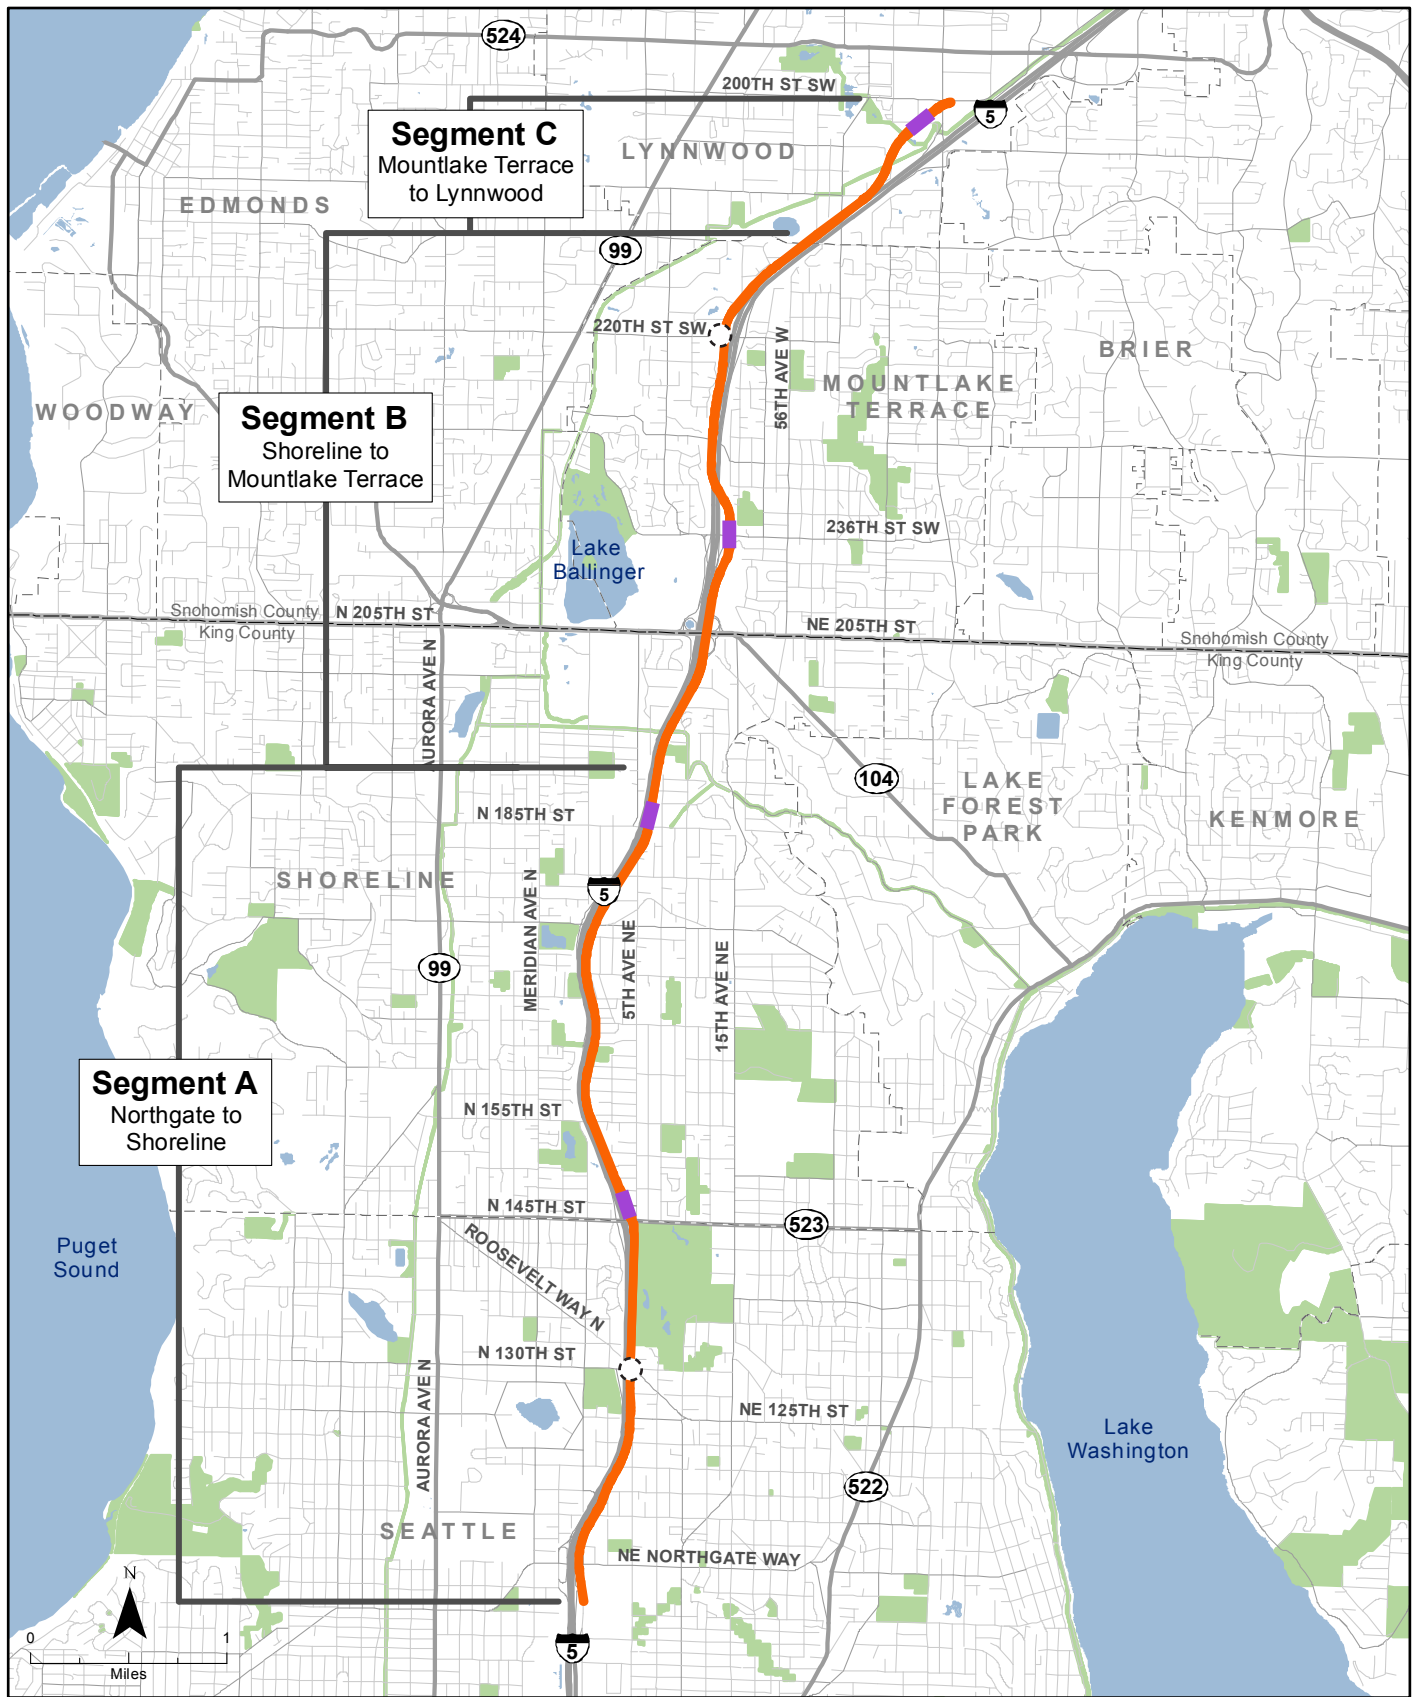 524
200TH ST SW
5
Segment C
Mountlake Terrace
to Lynnwood
LYNNWOOD
EDMONDS
99
220TH ST SW
56TH AVE W
BRIER
MOUNTLAKE
TERRACE
WOODWAY
Segment B
Shoreline to
Mountlake Terrace
236TH ST SW
Lake
Ballinger
Snohomish County
King County
N 205TH ST
NE 205TH ST
Snohomish County
King County
AURORA AVE N
104
LAKE
FOREST
PARK
KENMORE
N 185TH ST
SHORELINE
5
MERIDIAN AVE N
5TH AVE NE
15TH AVE NE
99
Segment A
Northgate to
Shoreline
N 155TH ST
N 145TH ST
523
ROOSEVELT WAY N
Puget
Sound
N 130TH ST
AURORA AVE N
NE 125TH ST
Lake
Washington
522
SEATTLE
NE NORTHGATE WAY
N
0 1
Miles
5